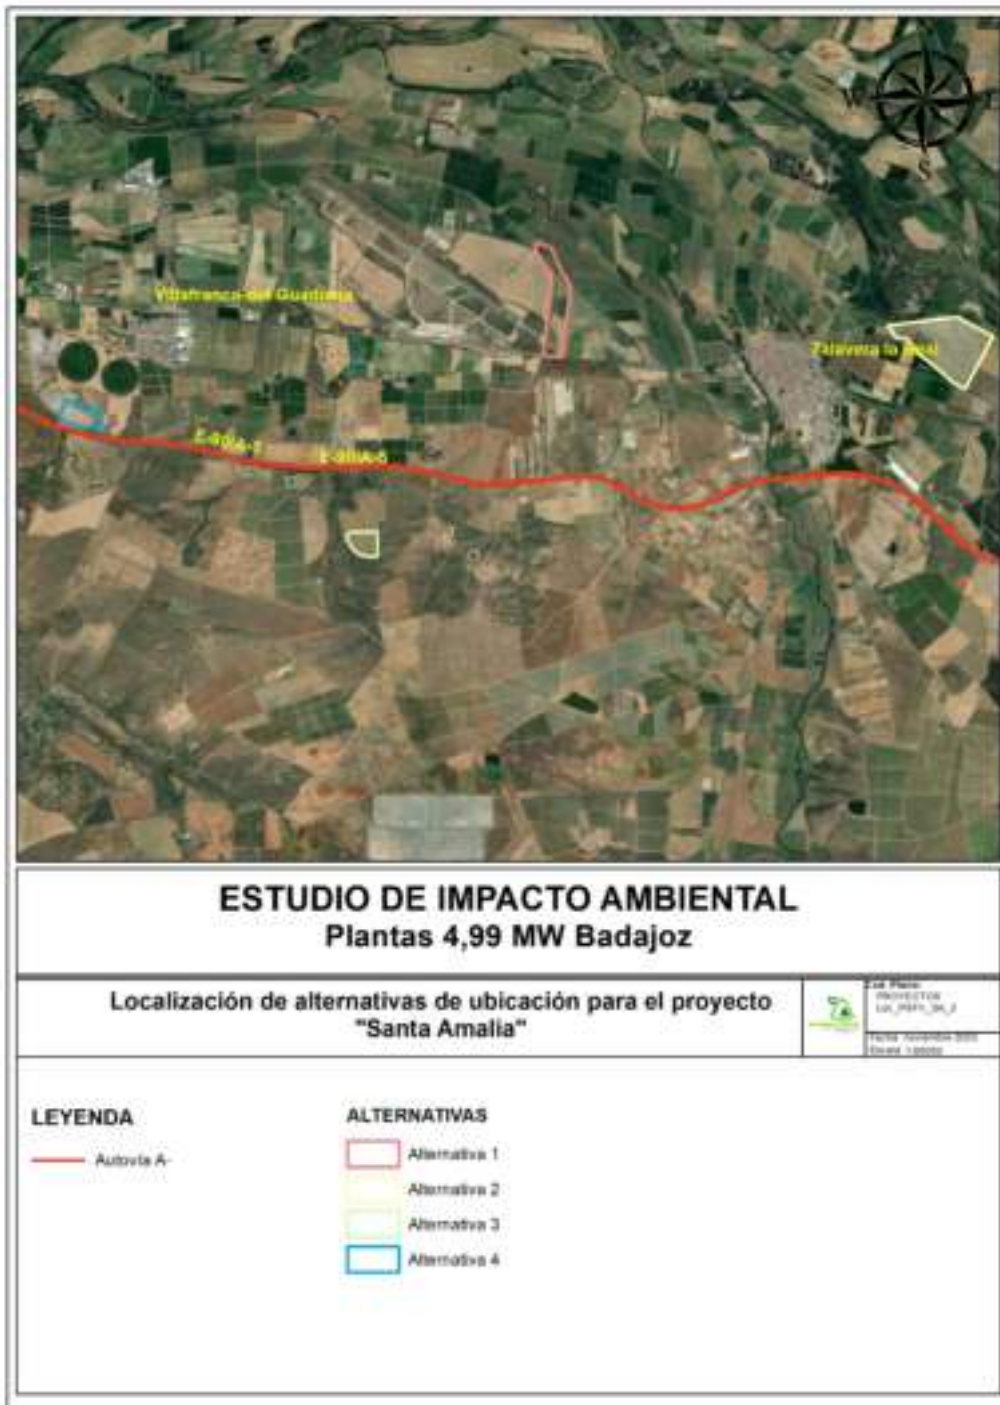 W
E
S
Villafranca del Guadiana
Talavera la Real
E-90/A-5
E-90/A-5
ESTUDIO DE IMPACTO AMBIENTAL
Plantas 4,99 MW Badajoz
Localización de alternativas de ubicación para el proyecto
"Santa Amalia"
PROYECTOS
LEYENDA
Autovía A-
ALTERNATIVAS
Alternativa 1
Alternativa 2
Alternativa 3
Alternativa 4